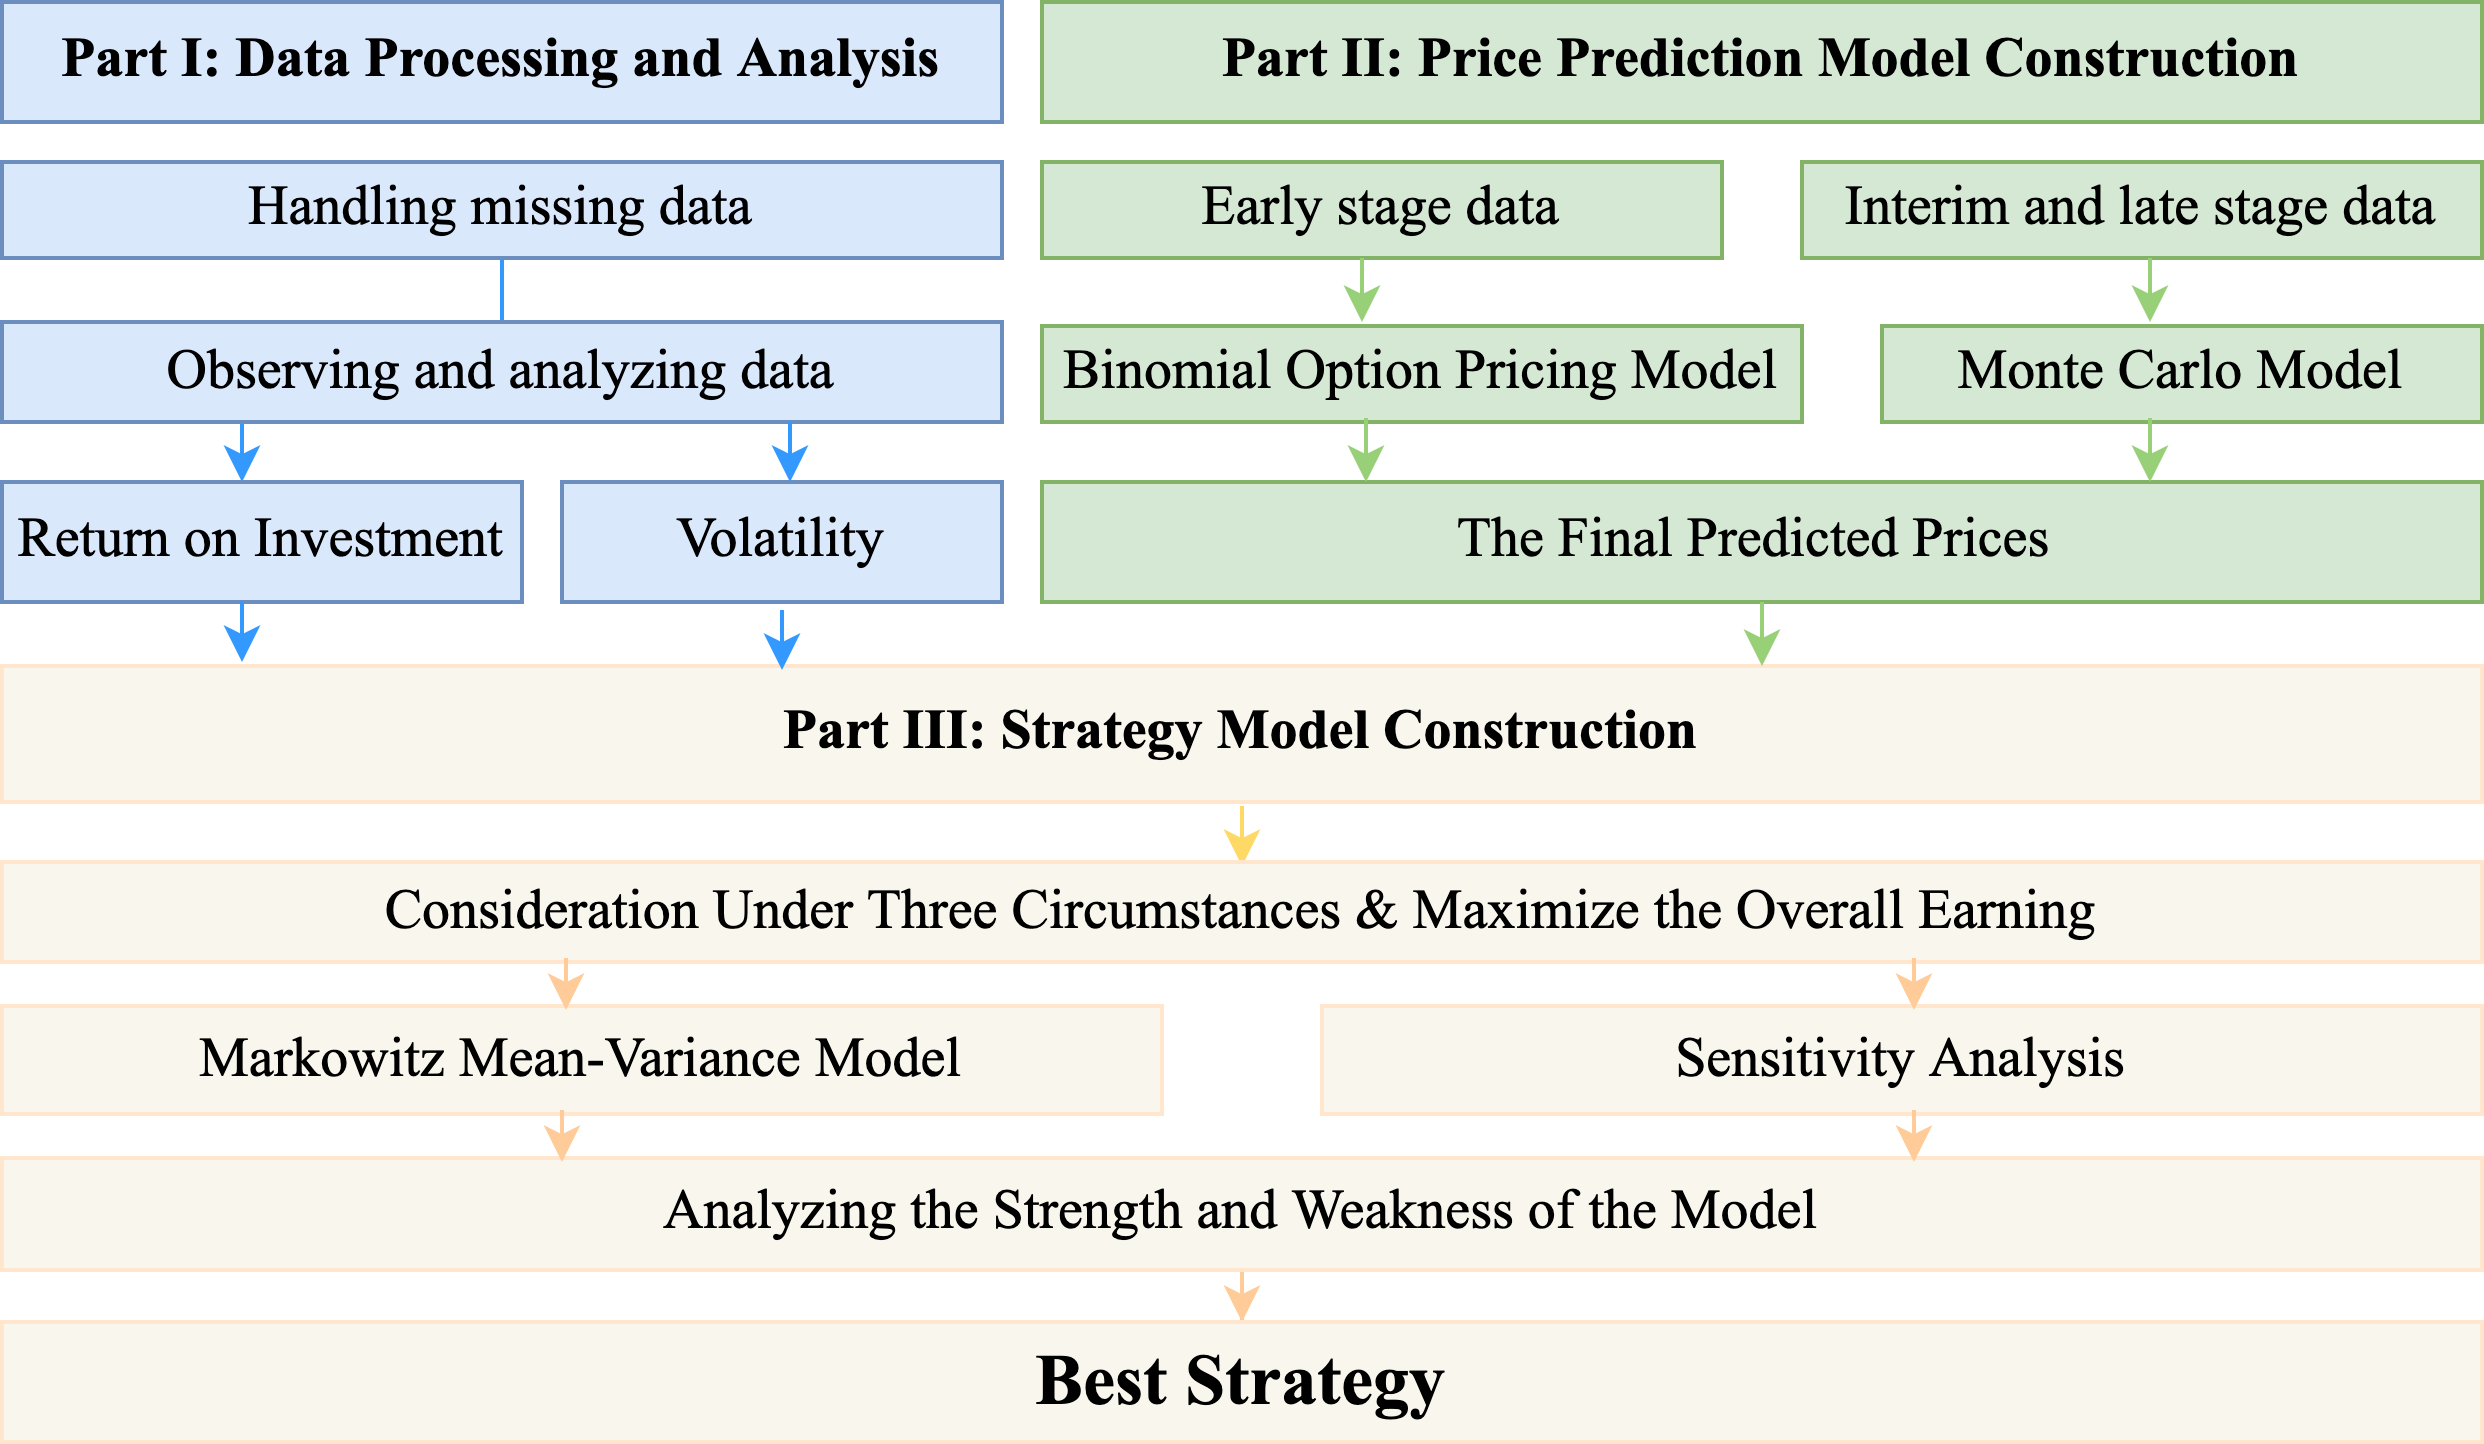 Part I: Data Processing and Analysis
Part II: Price Prediction Model Construction
Handling missing data
Early stage data
Interim and late stage data
Observing and analyzing data
Binomial Option Pricing Model
Monte Carlo Model
Return on Investment
Volatility
The Final Predicted Prices
Part III: Strategy Model Construction
Consideration Under Three Circumstances & Maximize the Overall Earning
Markowitz Mean-Variance Model
Sensitivity Analysis
Analyzing the Strength and Weakness of the Model
Best Strategy